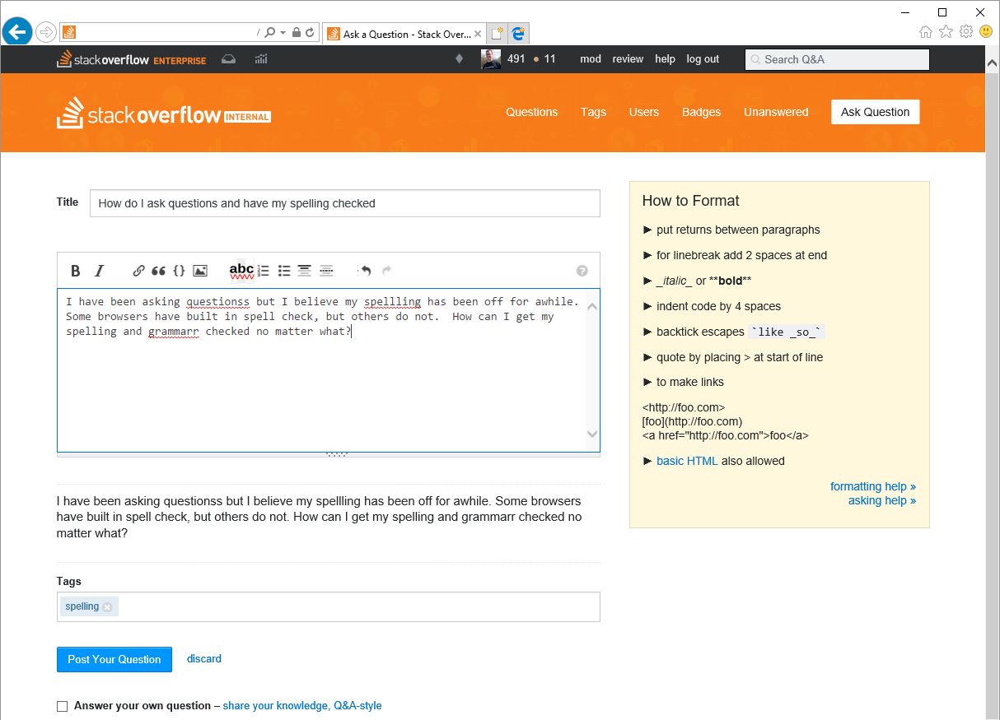 Ask a Question - Stack Over...
stackoverflow ENTERPRISE
491 ● 11
mod review help log out
Search Q&A
stackoverflow INTERNAL
Questions Tags Users Badges Unanswered Ask Question
Title
How do I ask questions and have my spelling checked
B I abc
I have been asking questionss but I believe my spellling has been off for awhile.
Some browsers have built in spell check, but others do not.  How can I get my
spelling and grammarr checked no matter what?
I have been asking questionss but I believe my spellling has been off for awhile. Some browsers
have built in spell check, but others do not. How can I get my spelling and grammarr checked no
matter what?
Tags
spelling
Post Your Question discard
Answer your own question – share your knowledge, Q&A-style
How to Format
► put returns between paragraphs
► for linebreak add 2 spaces at end
► _italic_ or **bold**
► indent code by 4 spaces
► backtick escapes `like _so_`
► quote by placing > at start of line
► to make links
<http://foo.com>
[foo](http://foo.com)
<a href="http://foo.com">foo</a>
► basic HTML also allowed
formatting help »
asking help »